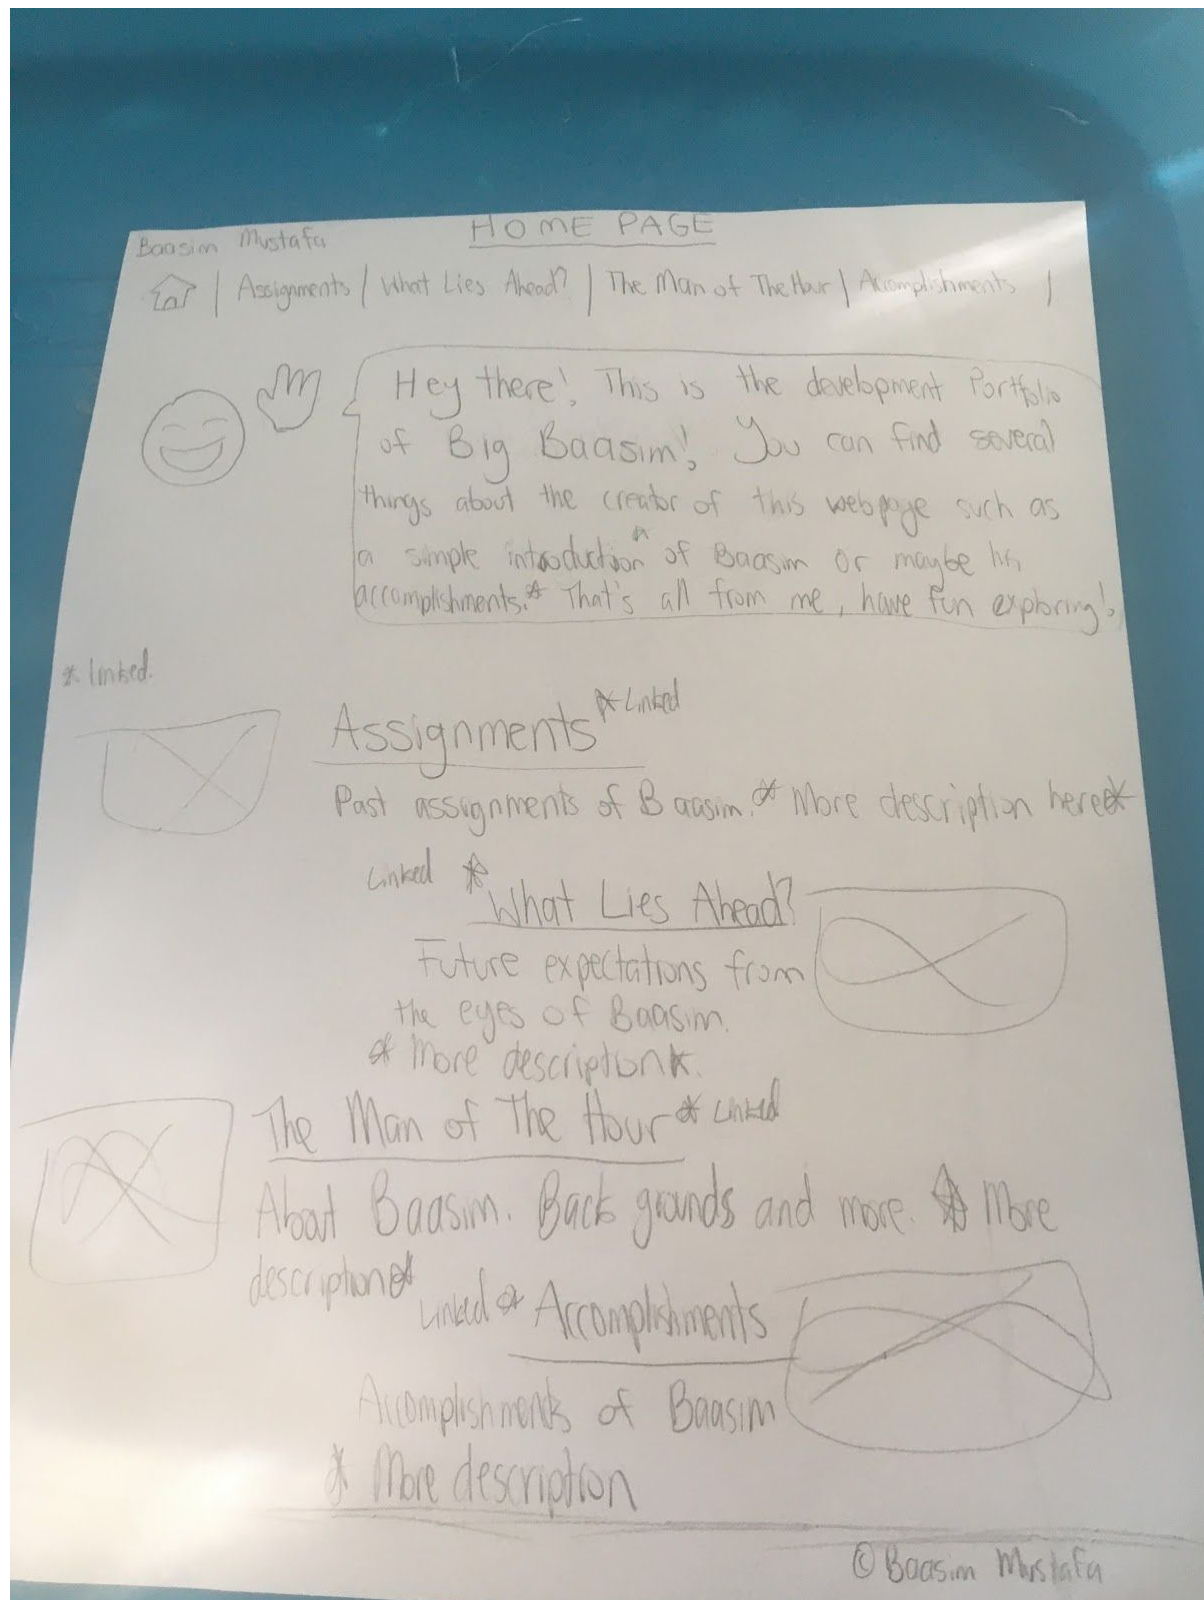 Baasim Mustafa
HOME PAGE
| Assignments | What Lies Ahead? | The Man of The Hour | Accomplishments |
Hey there! This is the development Portfolio
of Big Baasim! You can find several
things about the creator of this webpage such as
a simple introduction* of Baasim or maybe his
accomplishments.* That's all from me, have fun exploring!
* linked.
Assignments * Linked
Past assignments of Baasim. * More description here *
Linked * What Lies Ahead?
Future expectations from
the eyes of Baasim.
* More description *.
The Man of The Hour * Linked
About Baasim. Back grounds and more. * More
description *
Linked * Accomplishments
Accomplishments of Baasim
* More description
© Baasim Mustafa